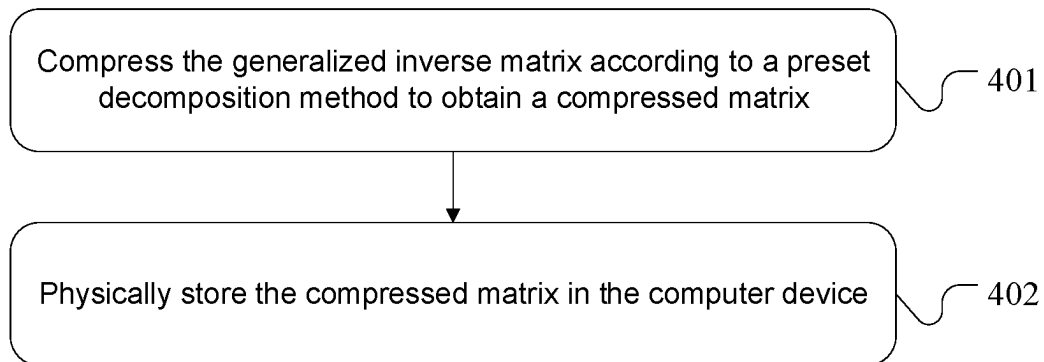 Compress the generalized inverse matrix according to a preset
decomposition method to obtain a compressed matrix
401
Physically store the compressed matrix in the computer device
402